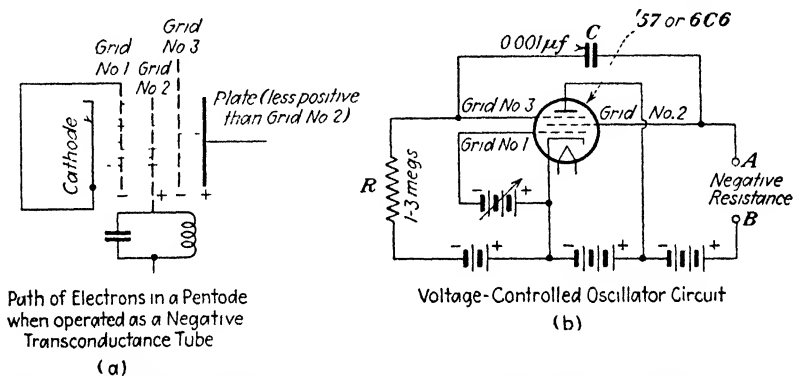 Grid
No 1
Grid
No 2
Grid
No 3
Cathode
Plate (less positive
than Grid No 2)
+
-
+
-
Path of Electrons in a Pentode
when operated as a Negative
Transconductance Tube
(a)
'57 or 6C6
C
0 001μf
Grid No 3
Grid No. 2
Grid No 1
R
1-3 megs
- +
A
Negative
Resistance
B
- +
- +
- +
Voltage-Controlled Oscillator Circuit
(b)